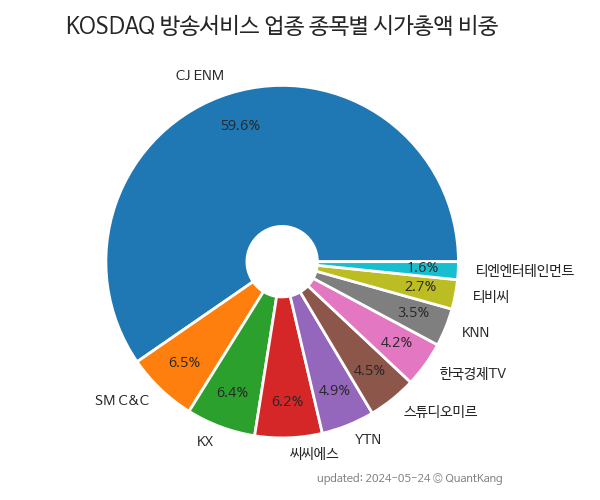 KOSDAQ 방송서비스 업종 종목별 시가총액 비중
CJ ENM
59.6%
1.6%
티엔엔터테인먼트
2.7%
티비씨
3.5%
KNN
4.2%
한국경제TV
4.5%
스튜디오미르
4.9%
YTN
6.2%
씨씨에스
6.4%
KX
6.5%
SM C&C
updated: 2024-05-24 © QuantKang